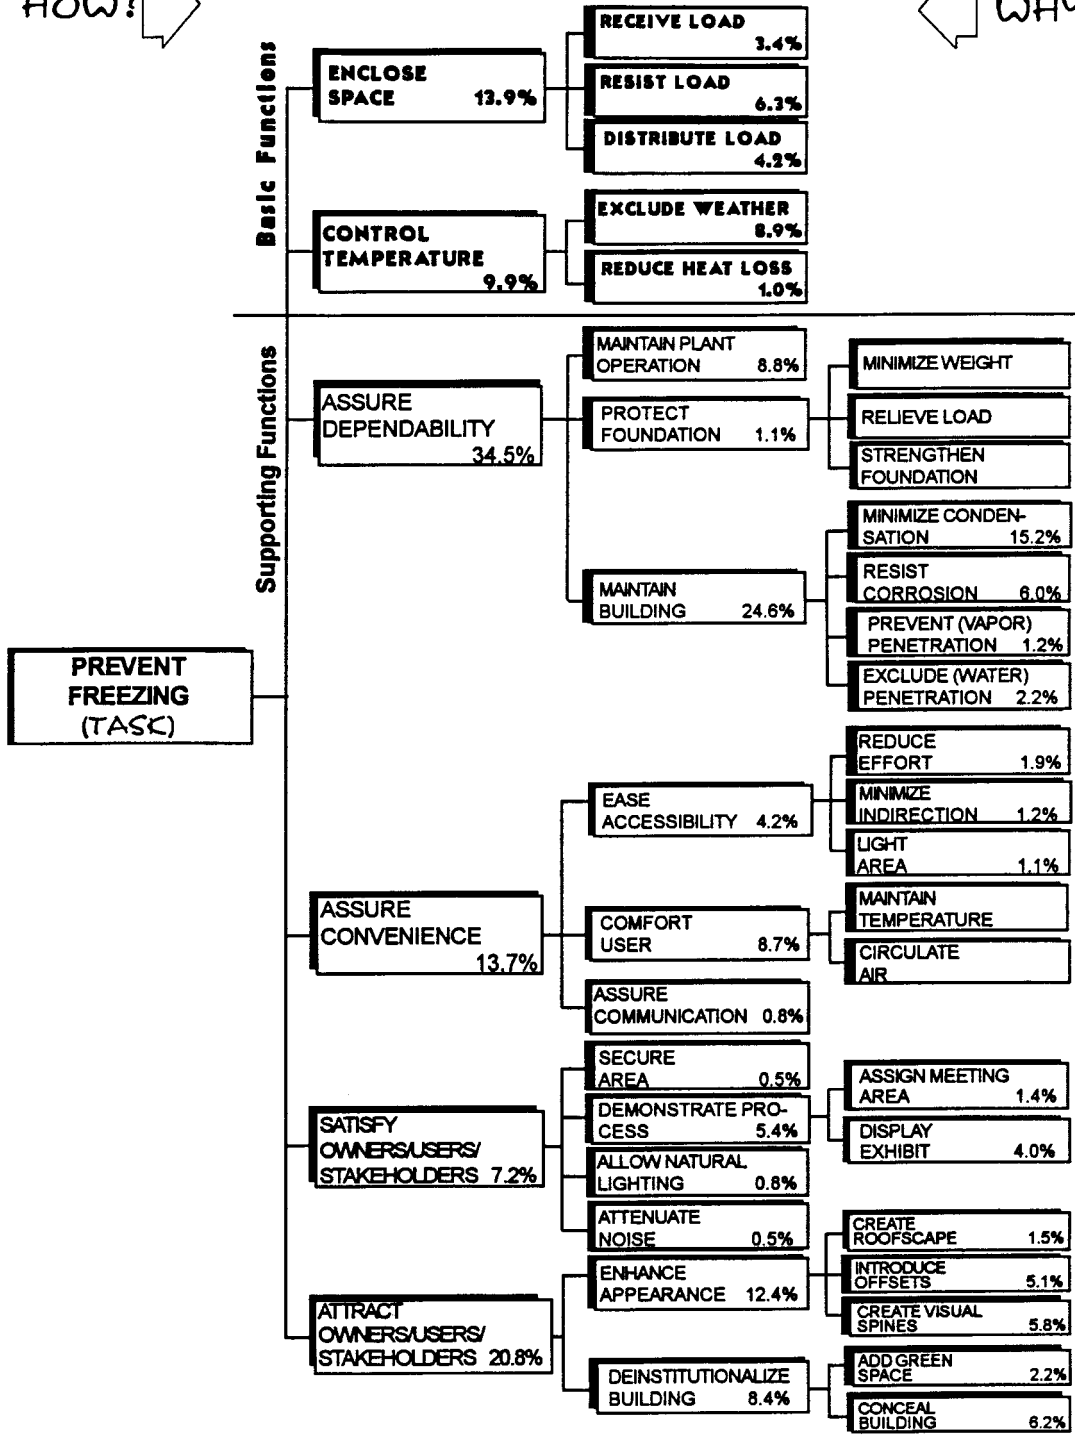 HOW?
WHY
Basic Functions
ENCLOSE
SPACE 13.9%
RECEIVE LOAD
3.4%
RESIST LOAD
6.3%
DISTRIBUTE LOAD
4.2%
CONTROL
TEMPERATURE
9.9%
EXCLUDE WEATHER
8.9%
REDUCE HEAT LOSS
1.0%
Supporting Functions
ASSURE
DEPENDABILITY
34.5%
MAINTAIN PLANT
OPERATION 8.8%
PROTECT
FOUNDATION 1.1%
MINIMIZE WEIGHT
RELIEVE LOAD
STRENGTHEN
FOUNDATION
MAINTAIN
BUILDING 24.6%
MINIMIZE CONDEN-
SATION 15.2%
RESIST
CORROSION 6.0%
PREVENT (VAPOR)
PENETRATION 1.2%
EXCLUDE (WATER)
PENETRATION 2.2%
PREVENT
FREEZING
(TASK)
ASSURE
CONVENIENCE
13.7%
EASE
ACCESSIBILITY 4.2%
REDUCE
EFFORT 1.9%
MINIMIZE
INDIRECTION 1.2%
LIGHT
AREA 1.1%
COMFORT
USER 8.7%
MAINTAIN
TEMPERATURE
CIRCULATE
AIR
ASSURE
COMMUNICATION 0.8%
SATISFY
OWNERS/USERS/
STAKEHOLDERS 7.2%
SECURE
AREA 0.5%
DEMONSTRATE PRO-
CESS 5.4%
ASSIGN MEETING
AREA 1.4%
DISPLAY
EXHIBIT 4.0%
ALLOW NATURAL
LIGHTING 0.8%
ATTENUATE
NOISE 0.5%
ATTRACT
OWNERS/USERS/
STAKEHOLDERS 20.8%
ENHANCE
APPEARANCE 12.4%
CREATE
ROOFSCAPE 1.5%
INTRODUCE
OFFSETS 5.1%
CREATE VISUAL
SPINES 5.8%
DEINSTITUTIONALIZE
BUILDING 8.4%
ADD GREEN
SPACE 2.2%
CONCEAL
BUILDING 6.2%